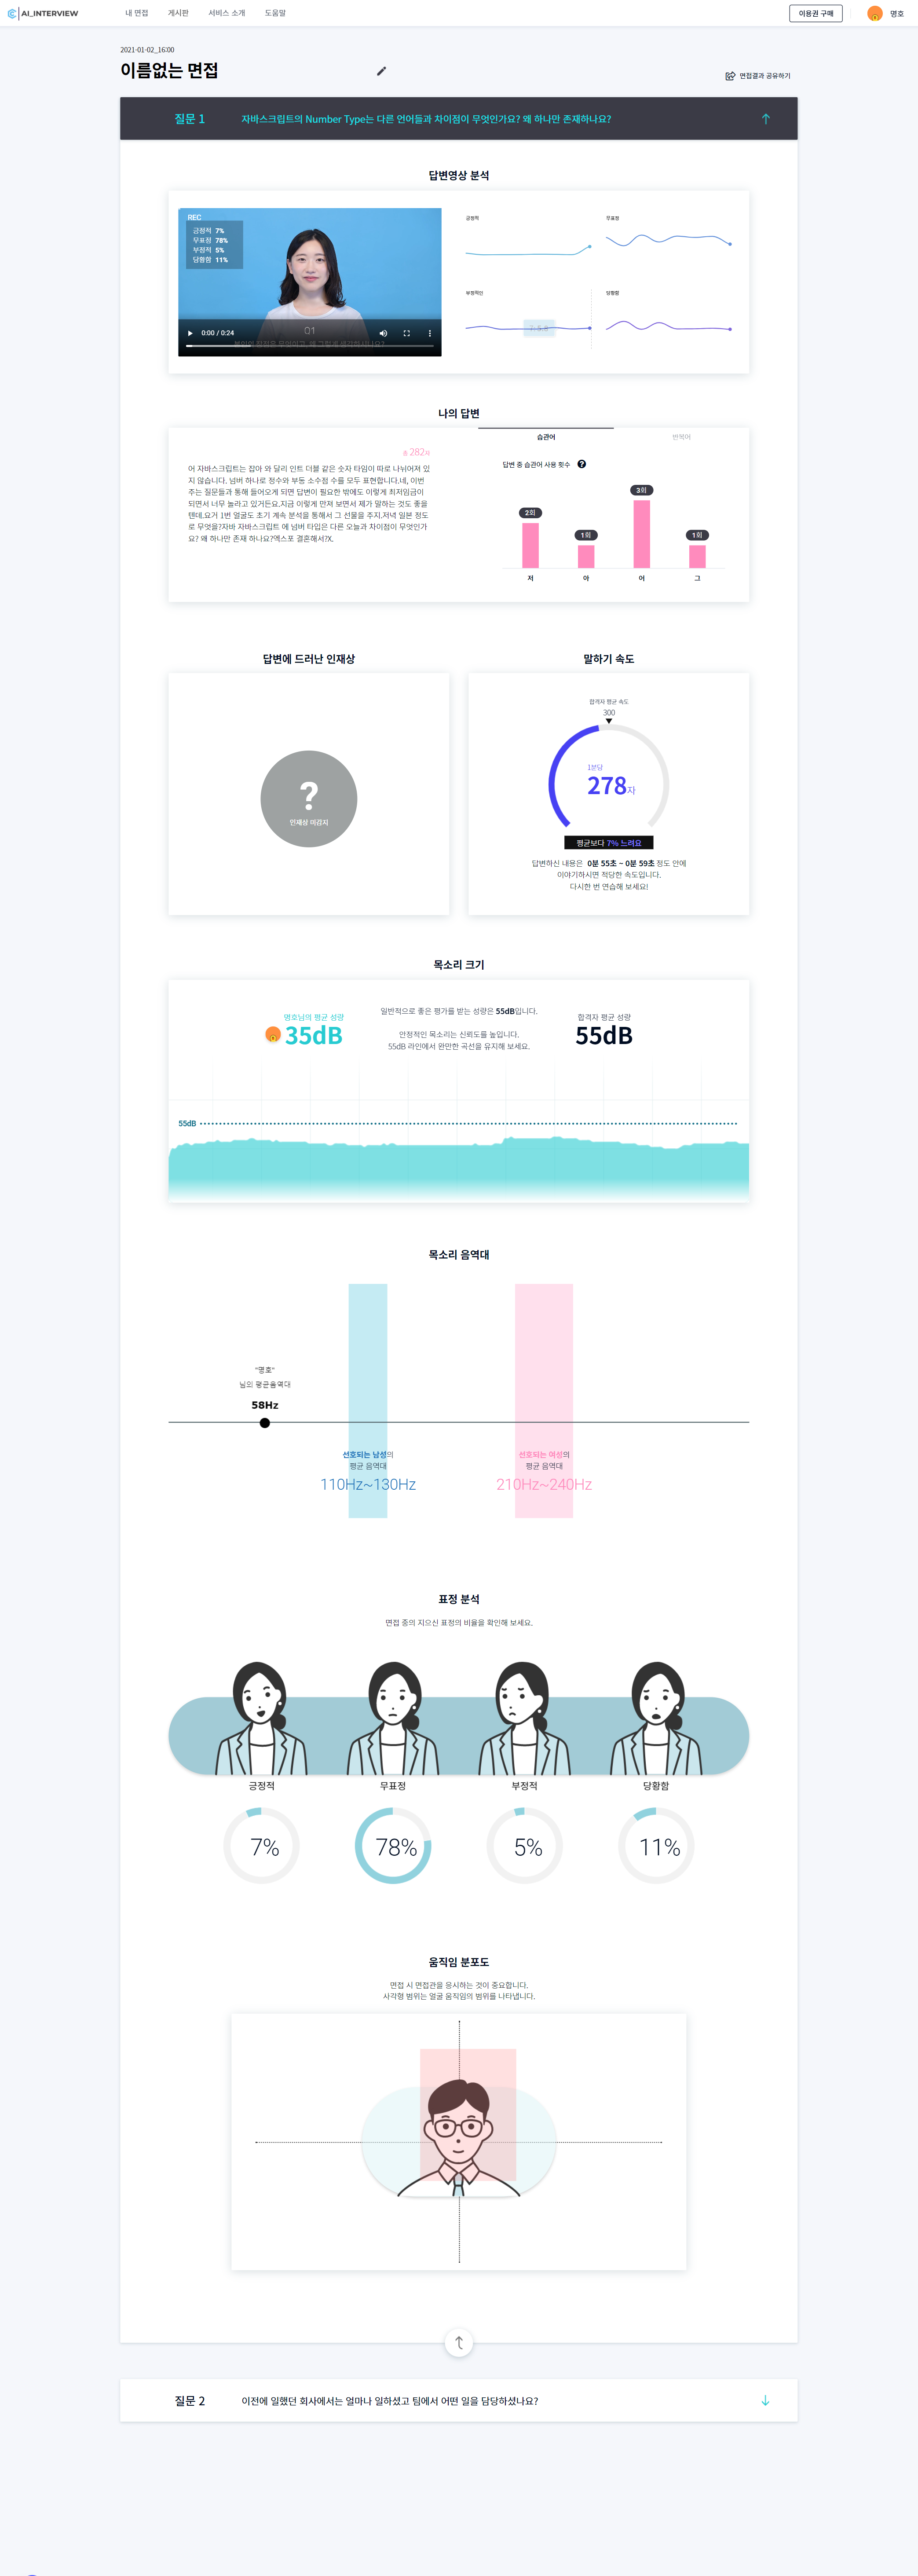 AI_INTERVIEW
내 면접
게시판
서비스 소개
도움말
이용권 구매
명호
2021-01-02_16:00
이름없는 면접
면접결과 공유하기
질문 1
자바스크립트의 Number Type는 다른 언어들과 차이점이 무엇인가요? 왜 하나만 존재하나요?
답변영상 분석
REC
긍정적 7%
무표정 78%
부정적 5%
당황함 11%
0:00 / 0:24
Q1
긍정적
무표정
부정적인
당황함
나의 답변
총 282자
어 자바스크립트는 잡아 와 달리 인트 더블 같은 숫자 타임이 따로 나뉘어져 있
지 않습니다. 넘버 하나로 정수와 부동 소수점 수를 모두 표현합니다.네, 이번
주는 질문들과 통해 들어오게 되면 답변이 필요한 밖에도 이렇게 최저임금이
되면서 너무 놀라고 있거든요.지금 이렇게 만져 보면서 제가 말하는 것도 좋을
텐데.요거 1번 얼굴도 초기 계속 분석을 통해서 그 선물을 주지.저녁 일본 정도
로 무엇을?자바 자바스크립트 에 넘버 타입은 다른 오늘과 차이점이 무엇인가
요? 왜 하나만 존재 하나요?엑스포 결혼해서?X.
습관어
반복어
답변 중 습관어 사용 횟수
2회
1회
3회
1회
저
아
어
그
답변에 드러난 인재상
?
인재상 미감지
말하기 속도
합격자 평균 속도
300
1분당
278자
평균보다 7% 느려요
답변하신 내용은 0분 55초 ~ 0분 59초 정도 안에
이야기하시면 적당한 속도입니다.
다시한 번 연습해 보세요!
목소리 크기
명호님의 평균 성량
35dB
일반적으로 좋은 평가를 받는 성량은 55dB입니다.
안정적인 목소리는 신뢰도를 높입니다.
55dB 라인에서 완만한 곡선을 유지해 보세요.
합격자 평균 성량
55dB
55dB
목소리 음역대
"명호"
님의 평균음역대
58Hz
선호되는 남성의
평균 음역대
110Hz~130Hz
선호되는 여성의
평균 음역대
210Hz~240Hz
표정 분석
면접 중의 지으신 표정의 비율을 확인해 보세요.
긍정적
무표정
부정적
당황함
7%
78%
5%
11%
움직임 분포도
면접 시 면접관을 응시하는 것이 중요합니다.
사각형 범위는 얼굴 움직임의 범위를 나타냅니다.
질문 2
이전에 일했던 회사에서는 얼마나 일하셨고 팀에서 어떤 일을 담당하셨나요?